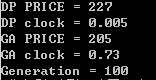 DP PRICE = 227
DP clock = 0.005
GA PRICE = 205
GA clock = 0.73
Generation = 100